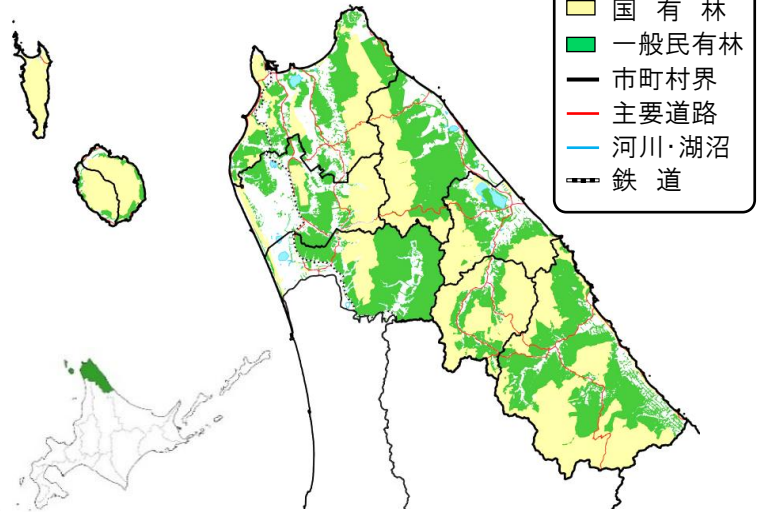 国 有 林
一般民有林
市町村界
主要道路
河川･湖沼
鉄 道